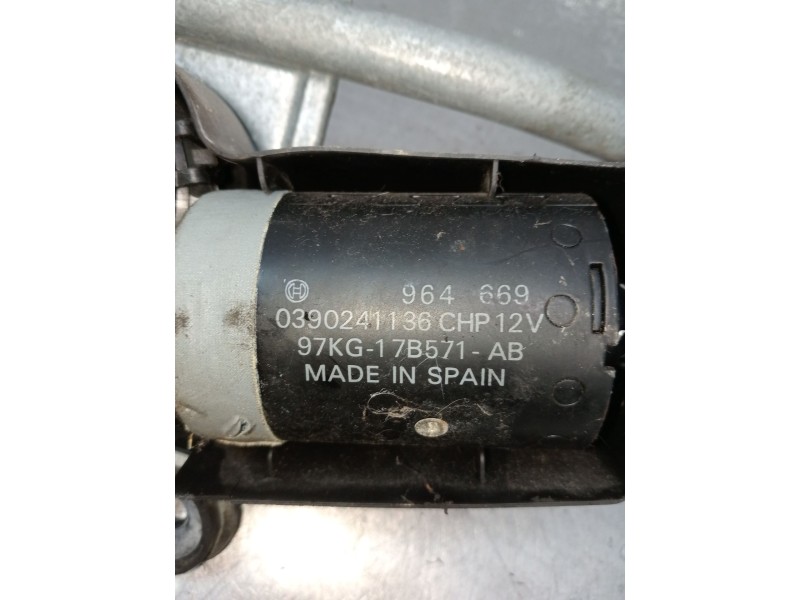 964 669
0390241136 CHP 12V
97KG-17B571-AB
MADE IN SPAIN